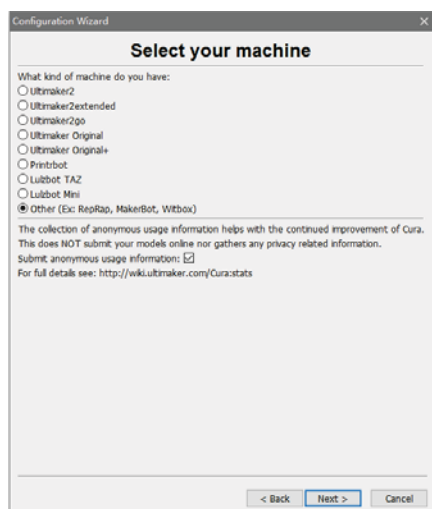 Configuration Wizard
Select your machine
What kind of machine do you have:
Ultimaker2
Ultimaker2extended
Ultimaker2go
Ultimaker Original
Ultimaker Original+
Printrbot
Lulzbot TAZ
Lulzbot Mini
Other (Ex: RepRap, MakerBot, Witbox)
The collection of anonymous usage information helps with the continued improvement of Cura.
This does NOT submit your models online nor gathers any privacy related information.
Submit anonymous usage information:
For full details see: http://wiki.ultimaker.com/Cura:stats
< Back Next > Cancel